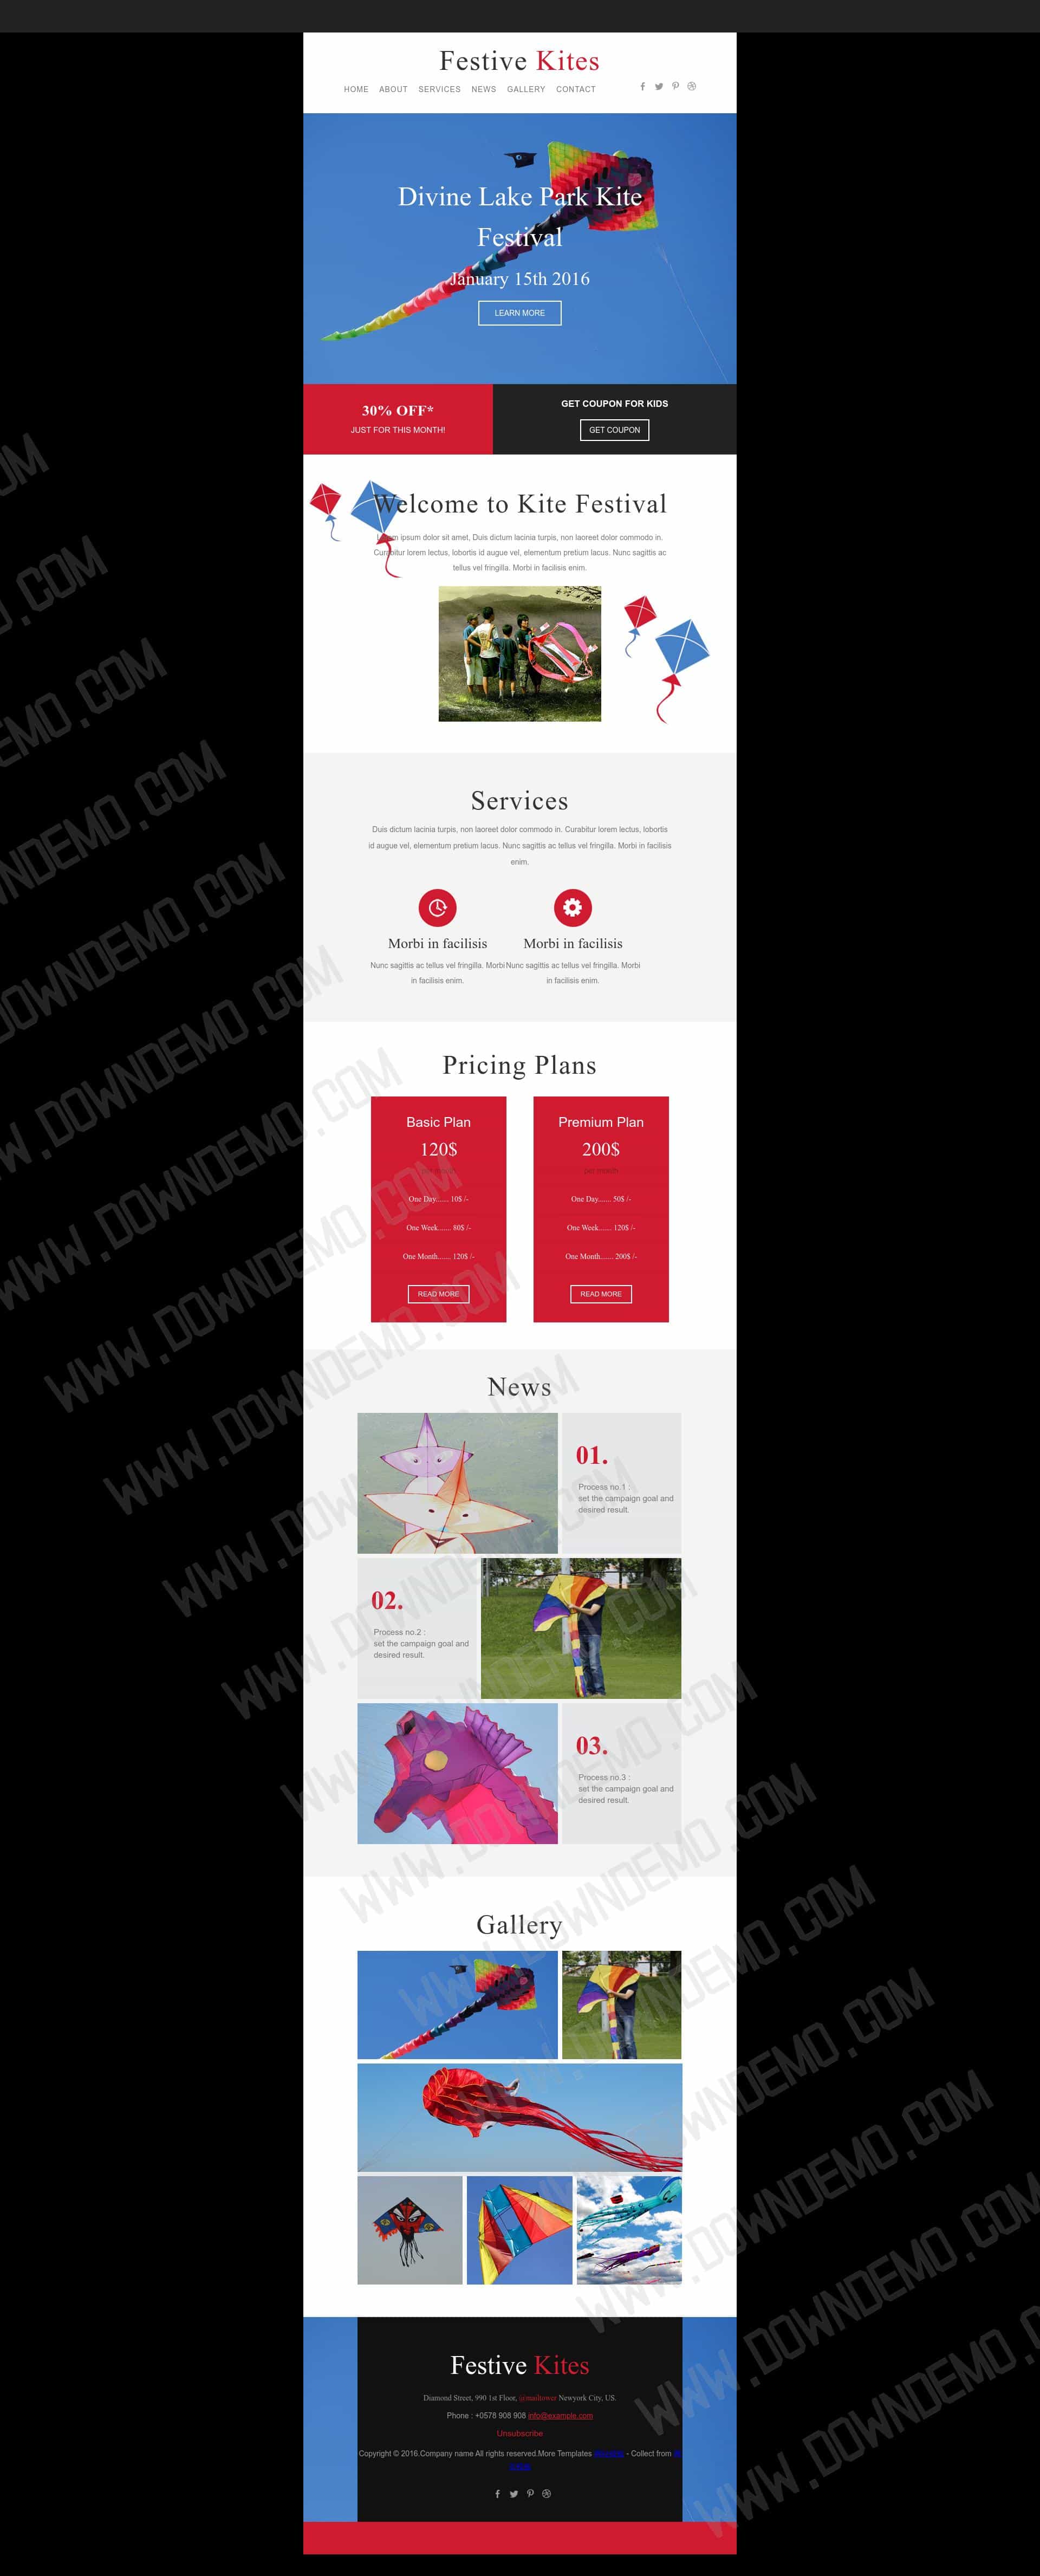 Festive Kites
HOME ABOUT SERVICES NEWS GALLERY CONTACT
Divine Lake Park Kite
Festival
January 15th 2016
LEARN MORE
30% OFF*
JUST FOR THIS MONTH!
GET COUPON FOR KIDS
GET COUPON
Welcome to Kite Festival
Lorem ipsum dolor sit amet, Duis dictum lacinia turpis, non laoreet dolor commodo in.
Curabitur lorem lectus, lobortis id augue vel, elementum pretium lacus. Nunc sagittis ac
tellus vel fringilla. Morbi in facilisis enim.
Services
Duis dictum lacinia turpis, non laoreet dolor commodo in. Curabitur lorem lectus, lobortis
id augue vel, elementum pretium lacus. Nunc sagittis ac tellus vel fringilla. Morbi in facilisis
enim.
Morbi in facilisis
Nunc sagittis ac tellus vel fringilla. Morbi
in facilisis enim.
Morbi in facilisis
Nunc sagittis ac tellus vel fringilla. Morbi
in facilisis enim.
Pricing Plans
Basic Plan
120$
per month
One Day....... 10$ /-
One Week....... 80$ /-
One Month....... 120$ /-
READ MORE
Premium Plan
200$
per month
One Day....... 50$ /-
One Week....... 120$ /-
One Month....... 200$ /-
READ MORE
News
01.
Process no.1 :
set the campaign goal and
desired result.
02.
Process no.2 :
set the campaign goal and
desired result.
03.
Process no.3 :
set the campaign goal and
desired result.
Gallery
Festive Kites
Diamond Street, 990 1st Floor, @mailtower Newyork City, US.
Phone : +0578 908 908 info@example.com
Unsubscribe
Copyright © 2016.Company name All rights reserved.More Templates - Collect from
WWW.DOWNDEMO.COM